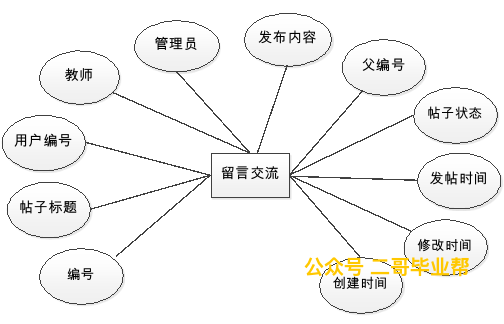 发布内容
管理员
父编号
教师
帖子状态
用户编号
留言交流
发帖时间
帖子标题
修改时间
公众号 二哥毕业帮
编号
创建时间